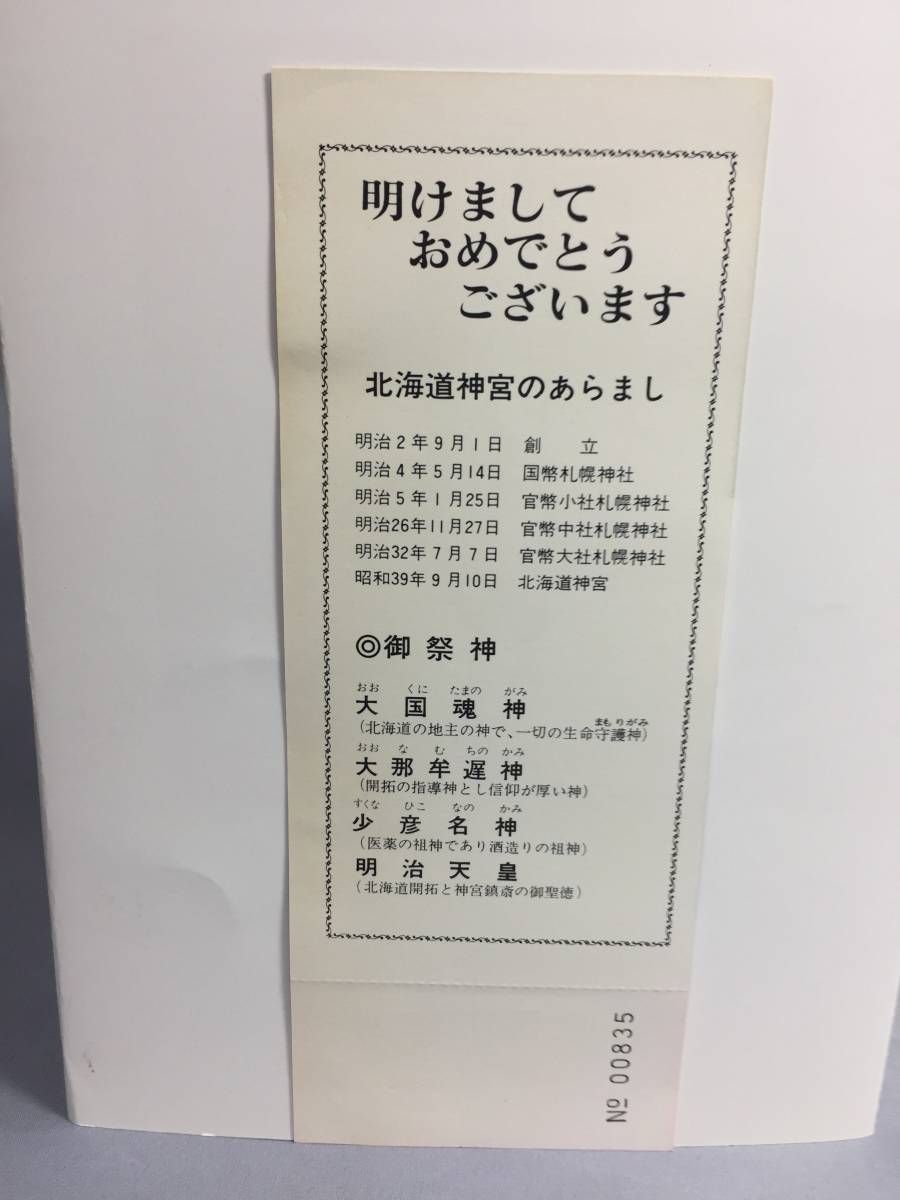 明けまして
おめでとう
ございます
北海道神宮のあらまし
明治2年9月1日 創立
明治4年5月14日 国幣札幌神社
明治5年1月25日 官幣小社札幌神社
明治26年11月27日 官幣中社札幌神社
明治32年7月7日 官幣大社札幌神社
昭和39年9月10日 北海道神宮
◎御祭神
おお くに たまの がみ
大国魂神
まもりがみ
(北海道の地主の神で、一切の生命守護神)
おお な む ちの かみ
大那牟遅神
(開拓の指導神とし信仰が厚い神)
すくな ひこ なの かみ
少彦名神
(医薬の祖神であり酒造りの祖神)
明治天皇
(北海道開拓と神宮鎮斎の御聖徳)
№ 00835